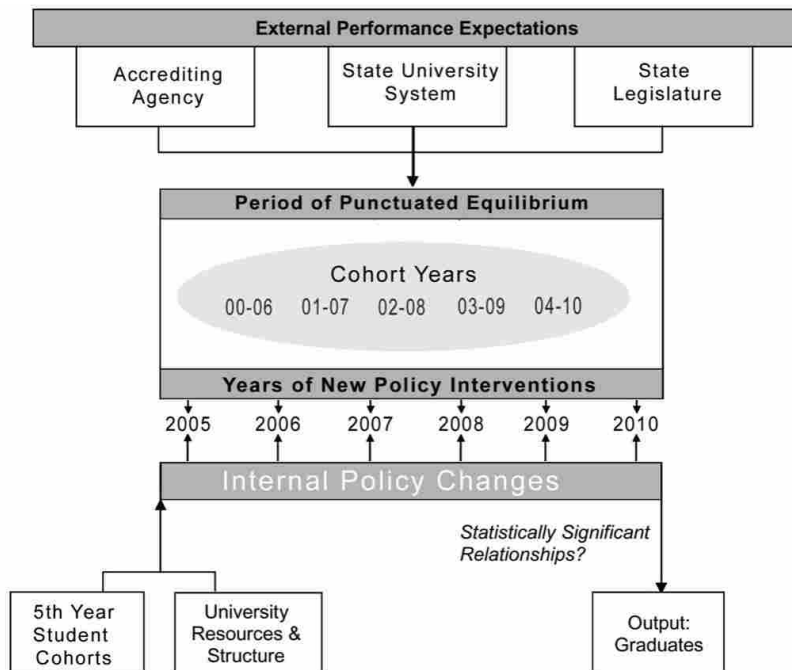 External Performance Expectations
Accrediting
Agency
State University
System
State
Legislature
Period of Punctuated Equilibrium
Cohort Years
00-06 01-07 02-08 03-09 04-10
Years of New Policy Interventions
2005 2006 2007 2008 2009 2010
Internal Policy Changes
Statistically Significant
Relationships?
5th Year
Student
Cohorts
University
Resources &
Structure
Output:
Graduates